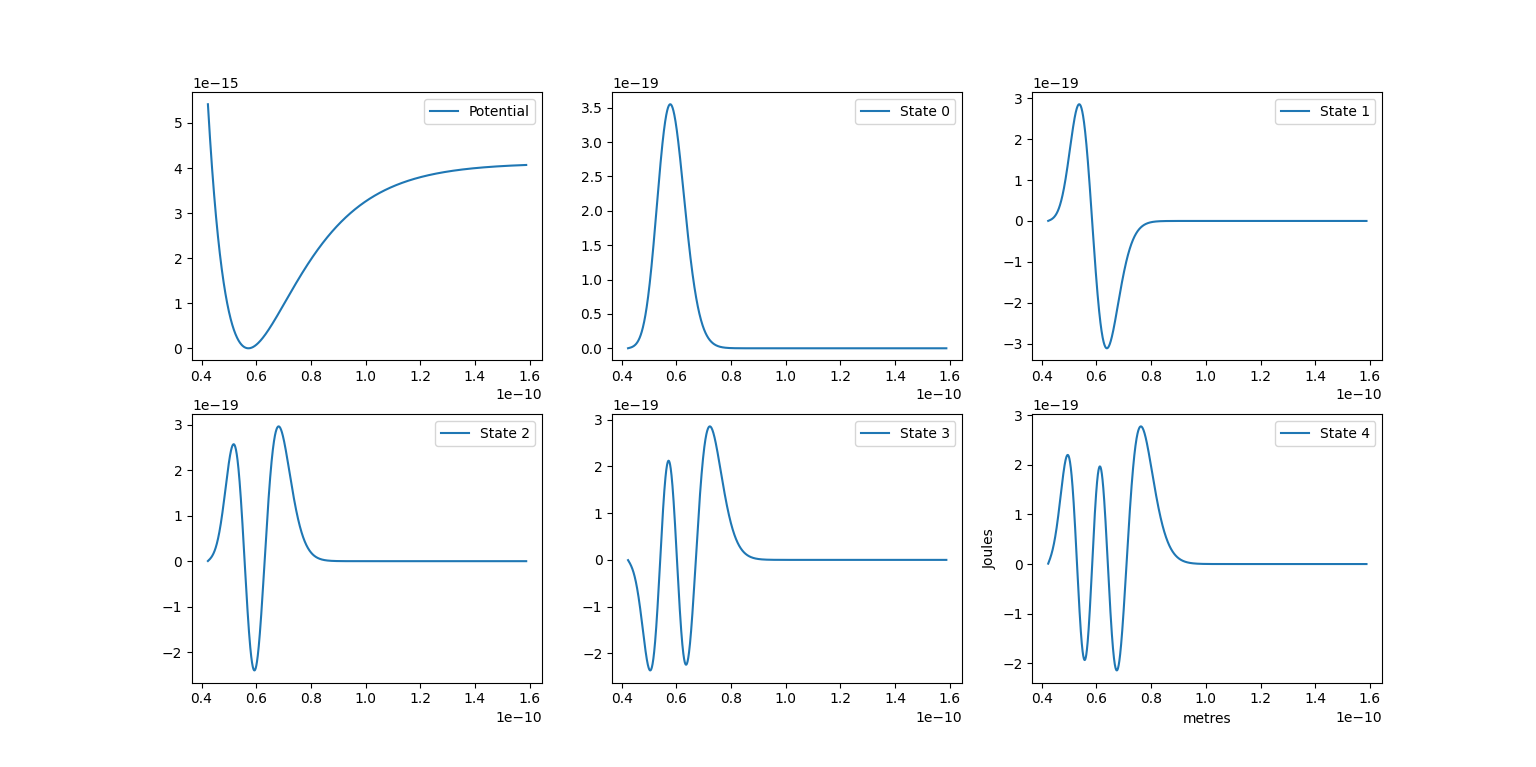 1e−15
Potential
5
4
3
2
1
0
0.4 0.6 0.8 1.0 1.2 1.4 1.6
1e−10
1e−19
State 0
3.5
3.0
2.5
2.0
1.5
1.0
0.5
0.0
0.4 0.6 0.8 1.0 1.2 1.4 1.6
1e−10
1e−19
State 1
3
2
1
0
−1
−2
−3
0.4 0.6 0.8 1.0 1.2 1.4 1.6
1e−10
1e−19
State 2
3
2
1
0
−1
−2
0.4 0.6 0.8 1.0 1.2 1.4 1.6
1e−10
1e−19
State 3
3
2
1
0
−1
−2
0.4 0.6 0.8 1.0 1.2 1.4 1.6
1e−10
1e−19
State 4
3
2
1
0
−1
−2
Joules
0.4 0.6 0.8 1.0 1.2 1.4 1.6
1e−10
metres